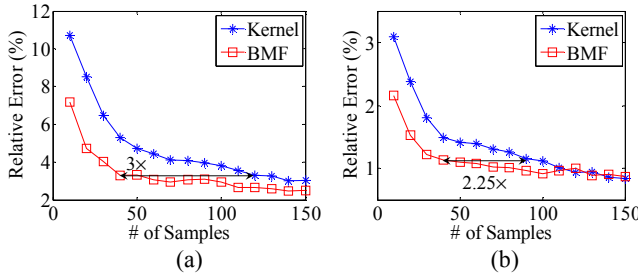 Relative Error (%)
12
10
8
6
4
2
0
50
100
150
# of Samples
Kernel
BMF
3×
(a)
Relative Error (%)
3
2
1
0
50
100
150
# of Samples
Kernel
BMF
2.25×
(b)